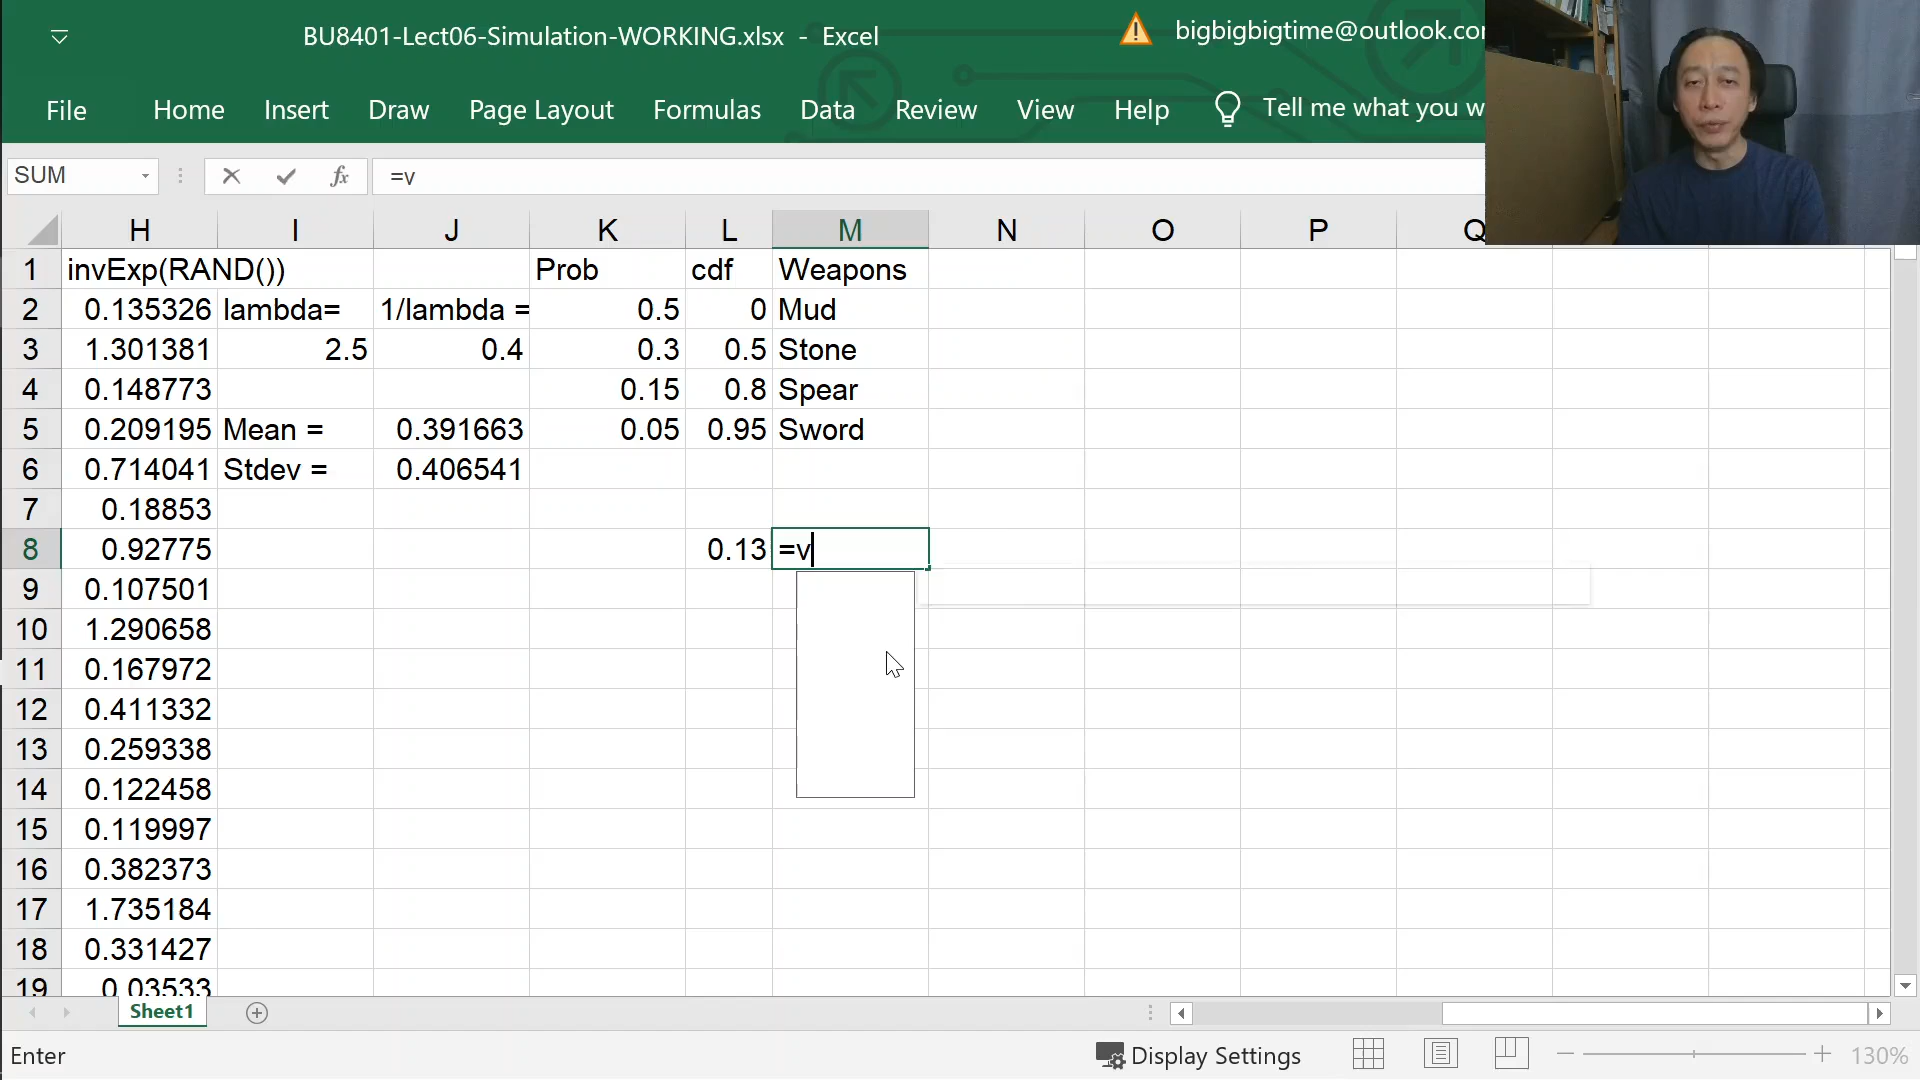 BU8401-Lect06-Simulation-WORKING.xlsx - Excel
bigbigbigtime@outlook.co
File Home Insert Draw Page Layout Formulas Data Review View Help Tell me what you w
SUM fx =v
H I J K L M N O P Q
1 invExp(RAND()) Prob cdf Weapons
2 0.135326 lambda= 1/lambda = 0.5 0 Mud
3 1.301381 2.5 0.4 0.3 0.5 Stone
4 0.148773 0.15 0.8 Spear
5 0.209195 Mean = 0.391663 0.05 0.95 Sword
6 0.714041 Stdev = 0.406541
7 0.18853
8 0.92775 0.13 =v
9 0.107501
10 1.290658
11 0.167972
12 0.411332
13 0.259338
14 0.122458
15 0.119997
16 0.382373
17 1.735184
18 0.331427
19 0.03533
Sheet1
Enter Display Settings 130%